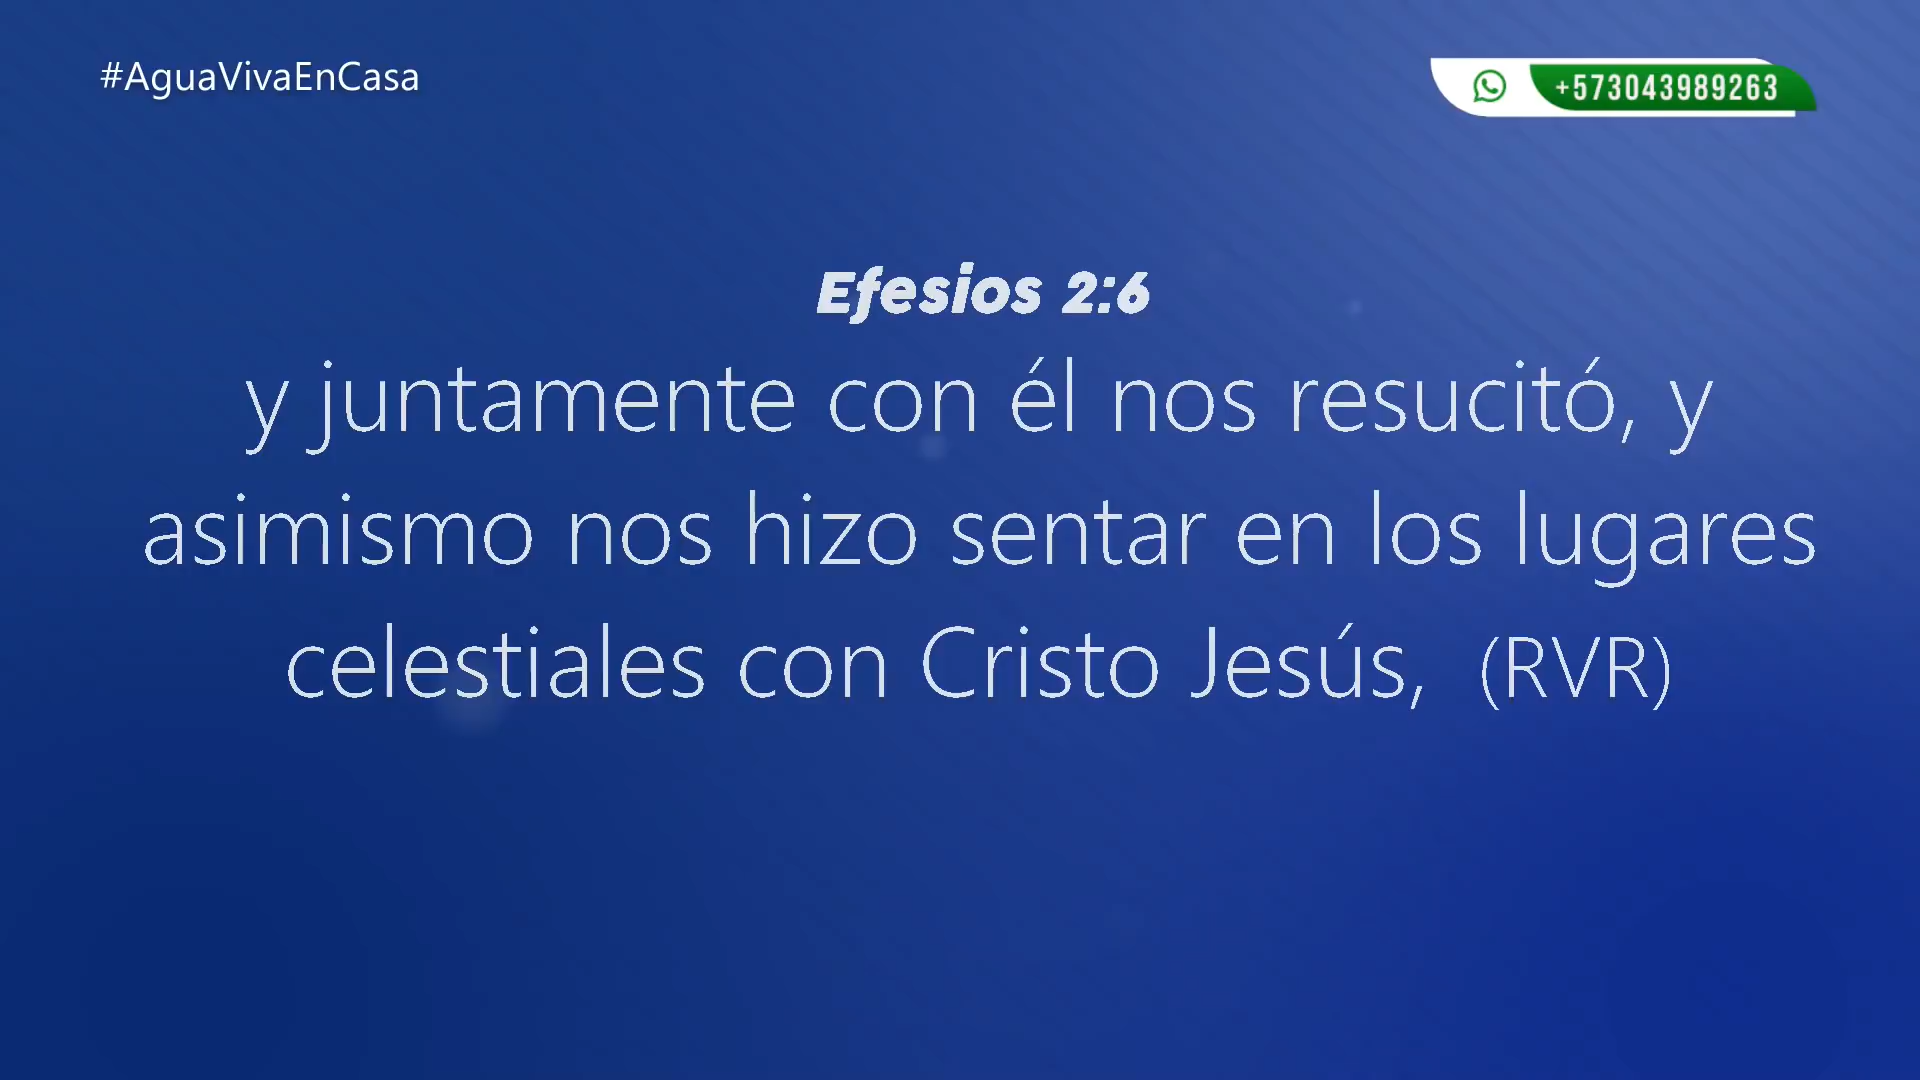 #AguaVivaEnCasa
+573043989263
Efesios 2:6
y juntamente con él nos resucitó, y
asimismo nos hizo sentar en los lugares
celestiales con Cristo Jesús, (RVR)